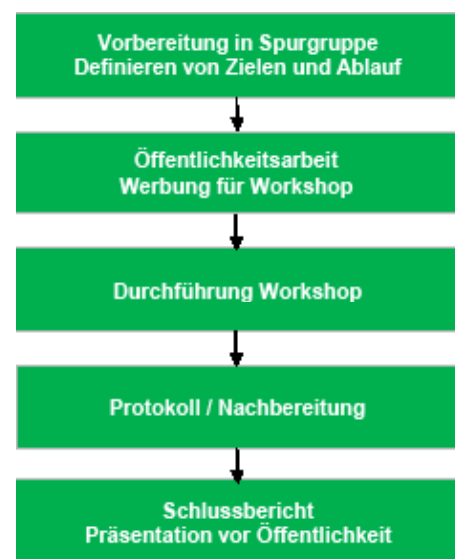 Vorbereitung in Spurgruppe
Definieren von Zielen und Ablauf
Öffentlichkeitsarbeit
Werbung für Workshop
Durchführung Workshop
Protokoll / Nachbereitung
Schlussbericht
Präsentation vor Öffentlichkeit